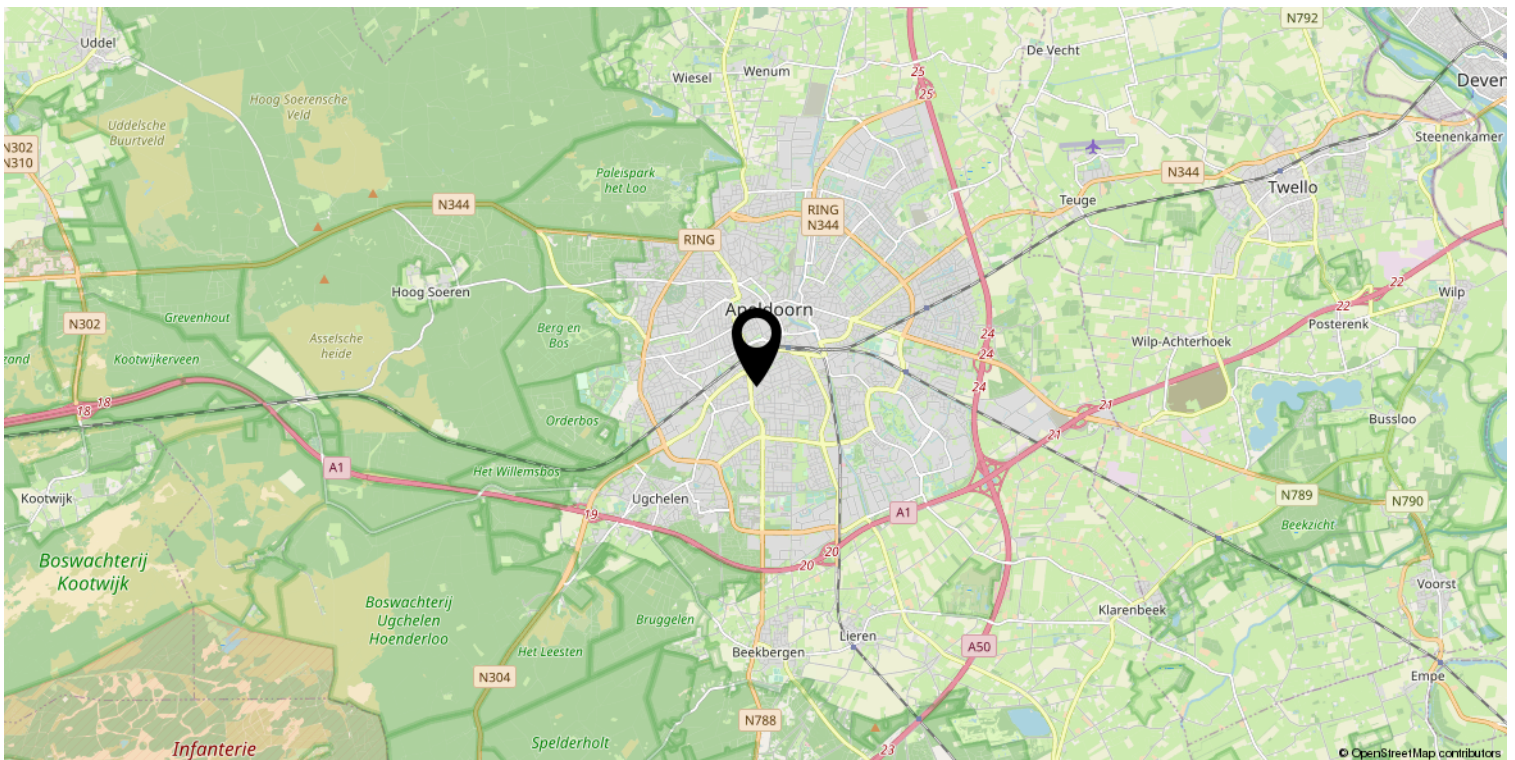 Uddel
N792
De Vecht
Wiesel
Wenum
25
25
Hoog Soerensche
Veld
Uddelsche
Buurtveld
Steenenkamer
N302
N310
Paleispark
het Loo
N344
Twello
Teuge
N344
RING
N344
RING
Hoog Soeren
22
22
Wilp
Grevenhout
N302
Berg en
Bos
Posterenk
Asselsche
heide
24
24
24
Wilp-Achterhoek
Kootwijkerveen
18
18
21
21
Orderbos
Bussloo
A1
Het Willemsbos
Kootwijk
Ugchelen
19
A1
N789
N790
Beekzicht
20
20
Boswachterij
Kootwijk
Voorst
Boswachterij
Ugchelen
Hoenderloo
Klarenbeek
Bruggelen
Lieren
Het Leesten
Beekbergen
A50
N304
Empe
N788
Spelderholt
Infanterie
23
© OpenStreetMap contributors